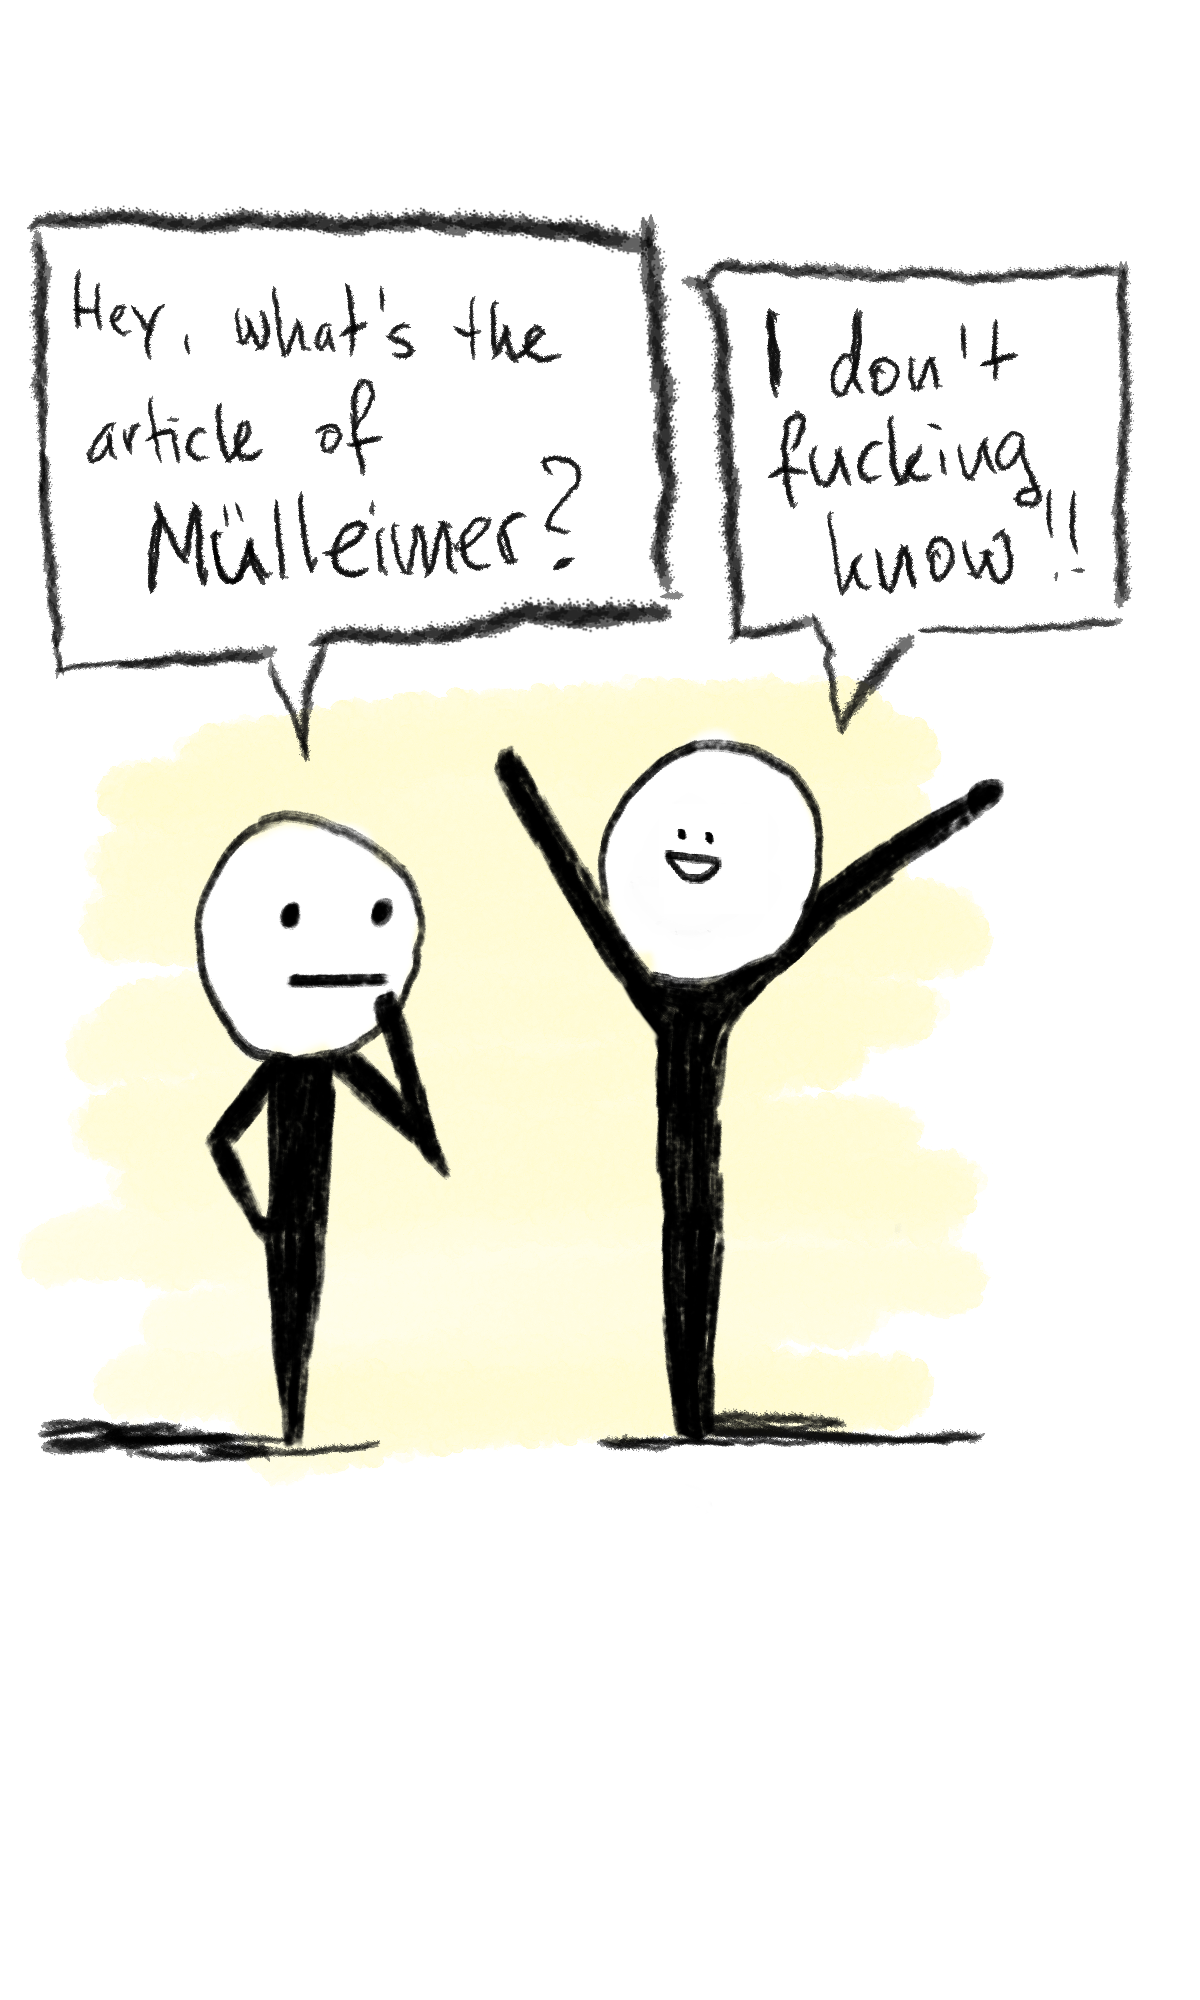 Hey, what's the
article of
Mülleimer?
I don't
fucking
know!!